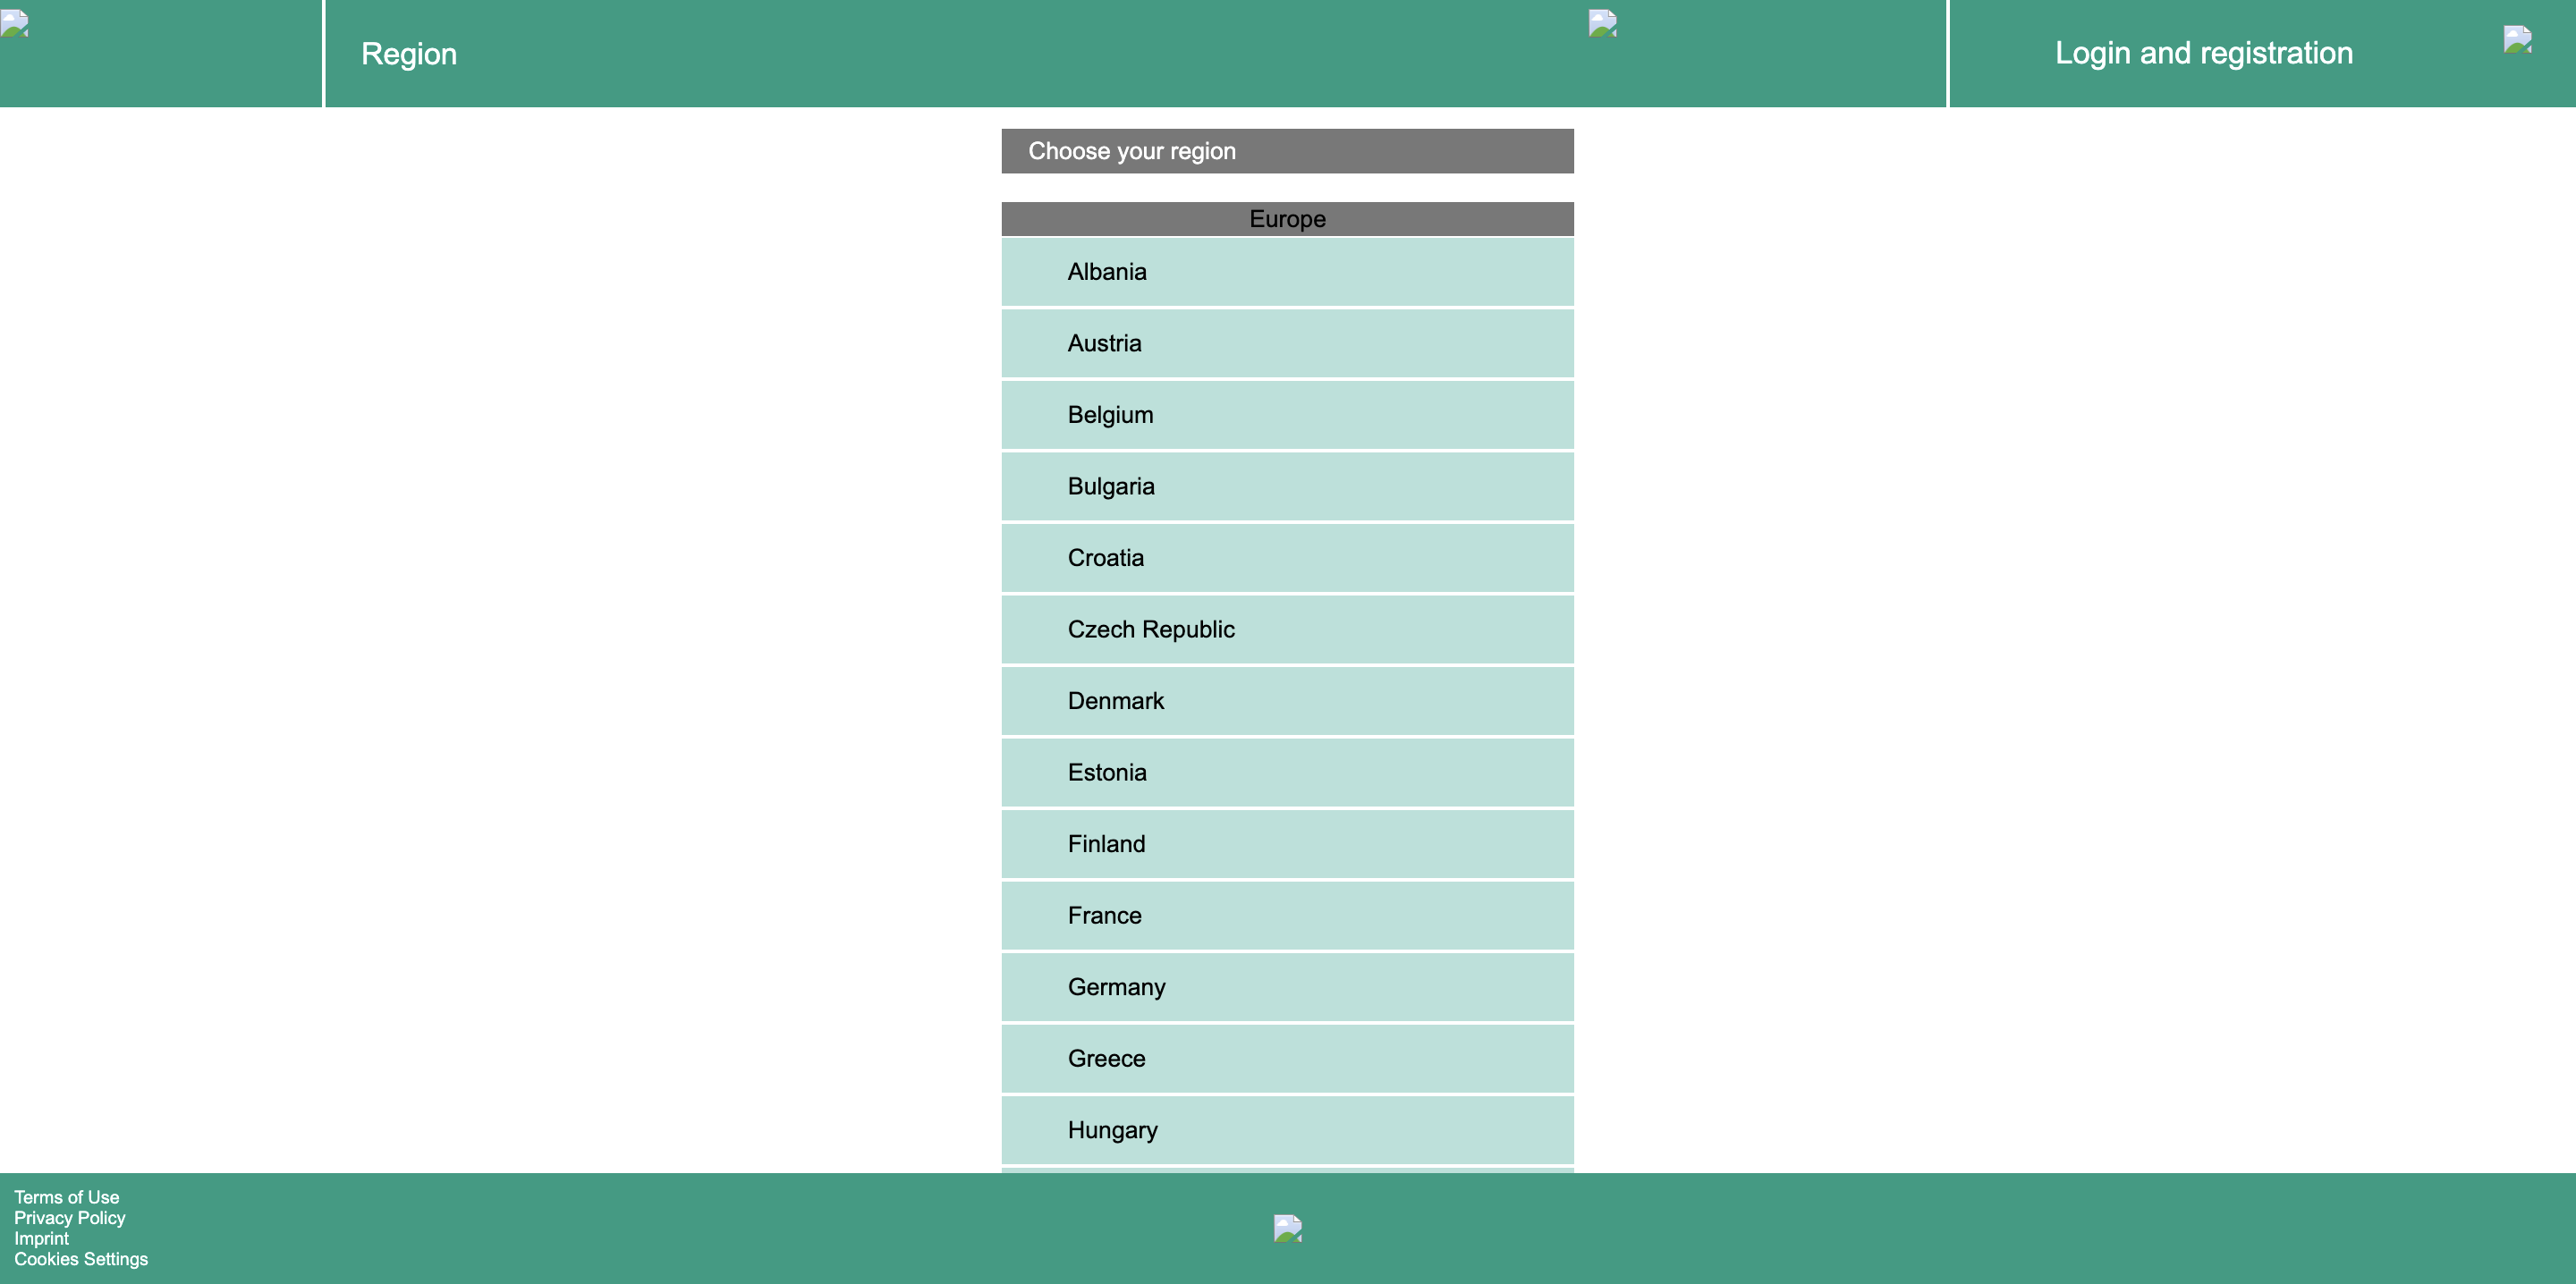 Region
Login and registration
Choose your region
Europe
Albania
Austria
Belgium
Bulgaria
Croatia
Czech Republic
Denmark
Estonia
Finland
France
Germany
Greece
Hungary
Terms of Use
Privacy Policy
Imprint
Cookies Settings